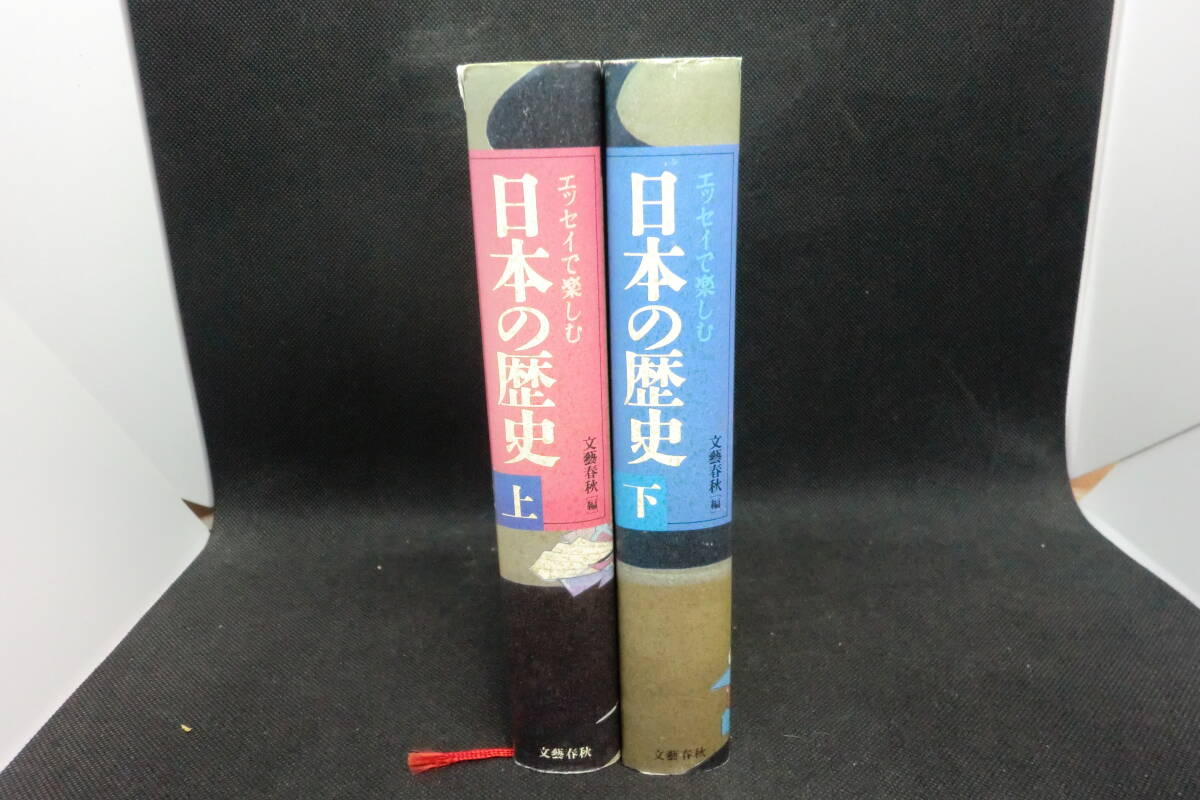 エッセイで楽しむ
日本の歴史
上
文藝春秋[編]
文藝春秋
エッセイで楽しむ
日本の歴史
下
文藝春秋[編]
文藝春秋